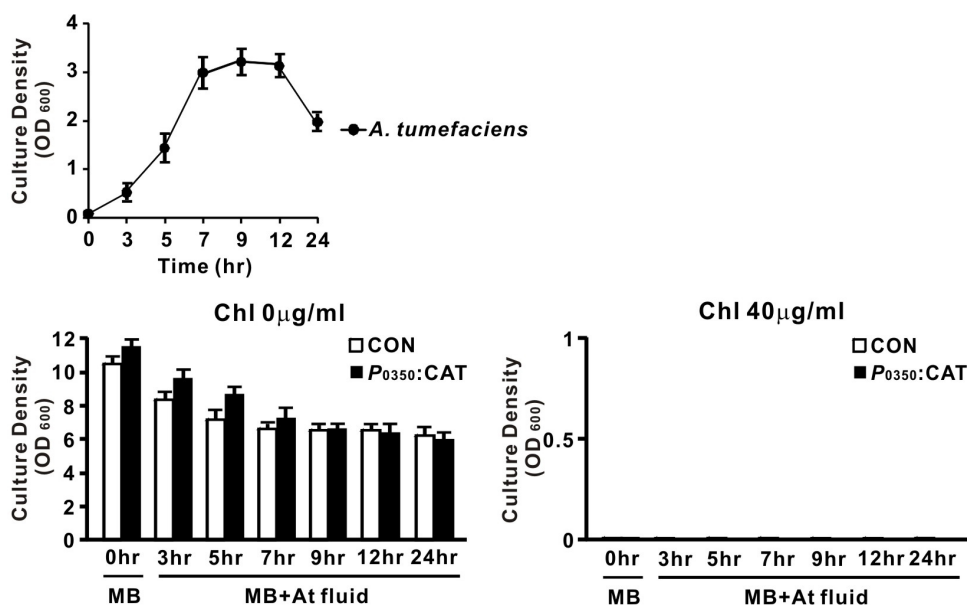 4
3
2
1
0
Culture Density
(OD 600)
0 3 5 7 9 12 24
Time (hr)
A. tumefaciens
Chl 0μg/ml
12
10
8
6
4
2
0
Culture Density
(OD 600)
CON
P0350:CAT
0hr 3hr 5hr 7hr 9hr 12hr 24hr
MB MB+At fluid
Chl 40μg/ml
1
0.5
0
Culture Density
(OD 600)
CON
P0350:CAT
0hr 3hr 5hr 7hr 9hr 12hr 24hr
MB MB+At fluid